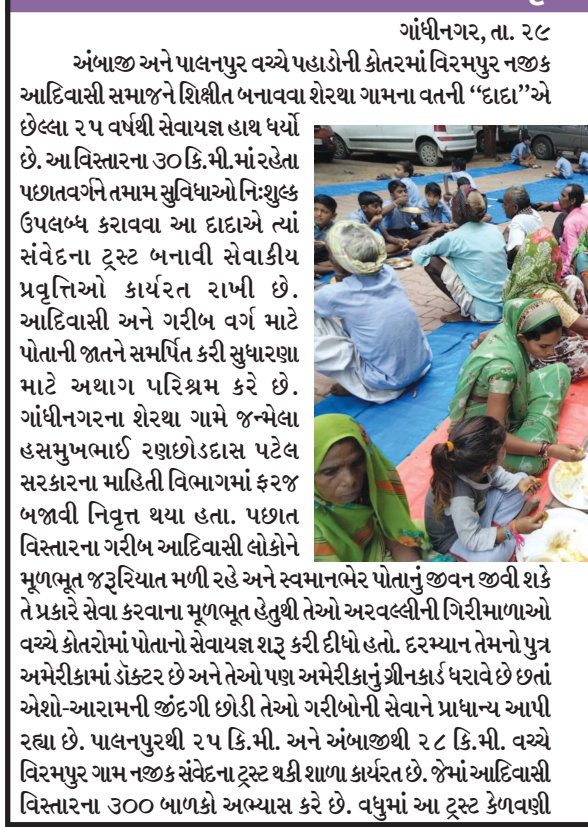 ગાંધીનગર, તા. ૨૯
અંબાજી અને પાલનપુર વચ્ચે પહાડોની કોતરમાં વિરમપુર નજીક
આદિવાસી સમાજને શિક્ષીત બનાવવા શેરથા ગામના વતની ‘‘દાદા’’એ
છેલ્લા ૨૫ વર્ષથી સેવાયજ્ઞ હાથ ધર્યો
છે. આ વિસ્તારના ૩૦ કિ.મી.માં રહેતા
પછાતવર્ગને તમામ સુવિધાઓ નિઃશુલ્ક
ઉપલબ્ધ કરાવવા આ દાદાએ ત્યાં
સંવેદના ટ્રસ્ટ બનાવી સેવાકીય
પ્રવૃત્તિઓ કાર્યરત રાખી છે.
આદિવાસી અને ગરીબ વર્ગ માટે
પોતાની જાતને સમર્પિત કરી સુધારણા
માટે અથાગ પરિશ્રમ કરે છે.
ગાંધીનગરના શેરથા ગામે જન્મેલા
હસમુખભાઈ રણછોડદાસ પટેલ
સરકારના માહિતી વિભાગમાં ફરજ
બજાવી નિવૃત્ત થયા હતા. પછાત
વિસ્તારના ગરીબ આદિવાસી લોકોને
મૂળભૂત જરૂરિયાત મળી રહે અને સ્વમાનભેર પોતાનું જીવન જીવી શકે
તે પ્રકારે સેવા કરવાના મૂળભૂત હેતુથી તેઓ અરવલ્લીની ગિરીમાળાઓ
વચ્ચે કોતરોમાં પોતાનો સેવાયજ્ઞ શરૂ કરી દીધો હતો. દરમ્યાન તેમનો પુત્ર
અમેરીકામાં ડૉક્ટર છે અને તેઓ પણ અમેરીકાનું ગ્રીનકાર્ડ ધરાવે છે છતાં
એશો-આરામની જીંદગી છોડી તેઓ ગરીબોની સેવાને પ્રાધાન્ય આપી
રહ્યા છે. પાલનપુરથી ૨૫ કિ.મી. અને અંબાજીથી ૨૮ કિ.મી. વચ્ચે
વિરમપુર ગામ નજીક સંવેદના ટ્રસ્ટ થકી શાળા કાર્યરત છે. જેમાં આદિવાસી
વિસ્તારના ૩૦૦ બાળકો અભ્યાસ કરે છે. વધુમાં આ ટ્રસ્ટ કેળવણી